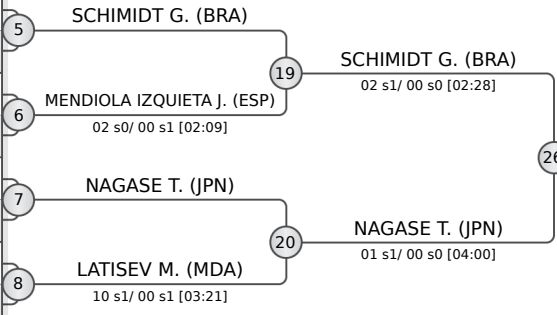 SCHIMIDT G. (BRA)
5
19
SCHIMIDT G. (BRA)
02 s1/ 00 s0 [02:28]
MENDIOLA IZQUIETA J. (ESP)
6
02 s0/ 00 s1 [02:09]
26
NAGASE T. (JPN)
7
20
NAGASE T. (JPN)
01 s1/ 00 s0 [04:00]
LATISEV M. (MDA)
8
10 s1/ 00 s1 [03:21]